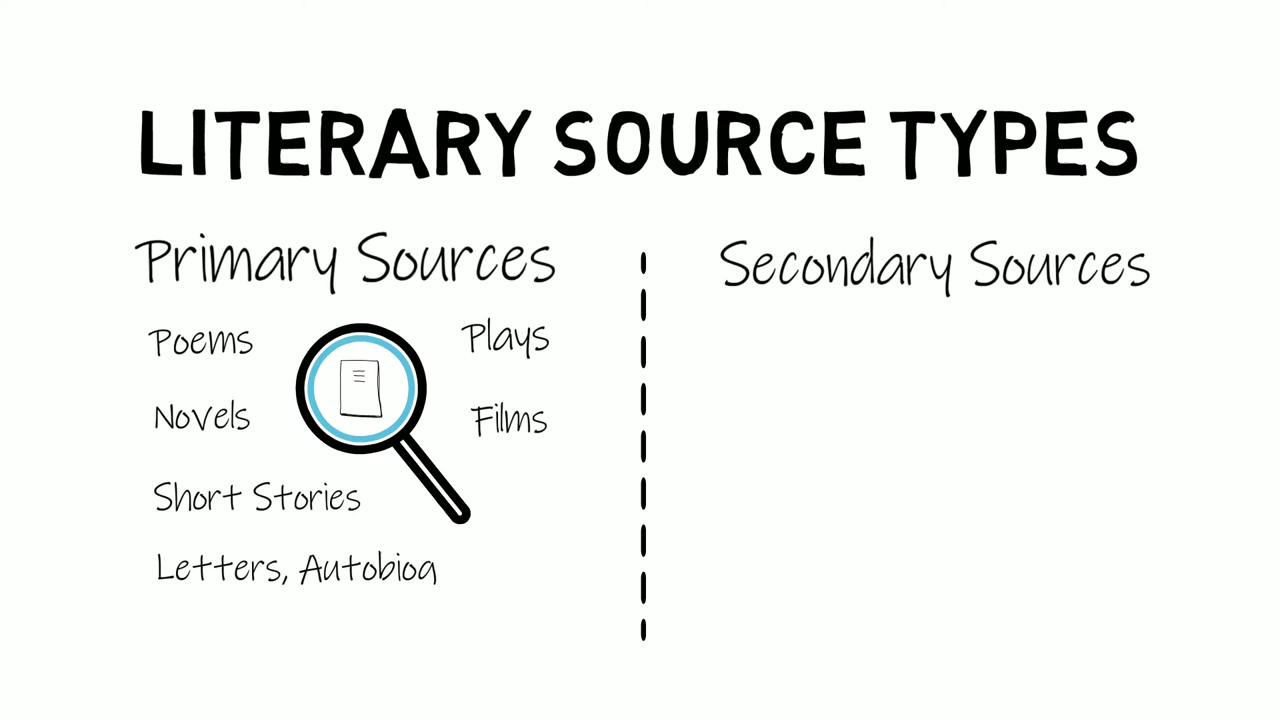 LITERARY SOURCE TYPES
Primary Sources
Poems
Plays
Novels
Films
Short Stories
Letters, Autobiog
Secondary Sources